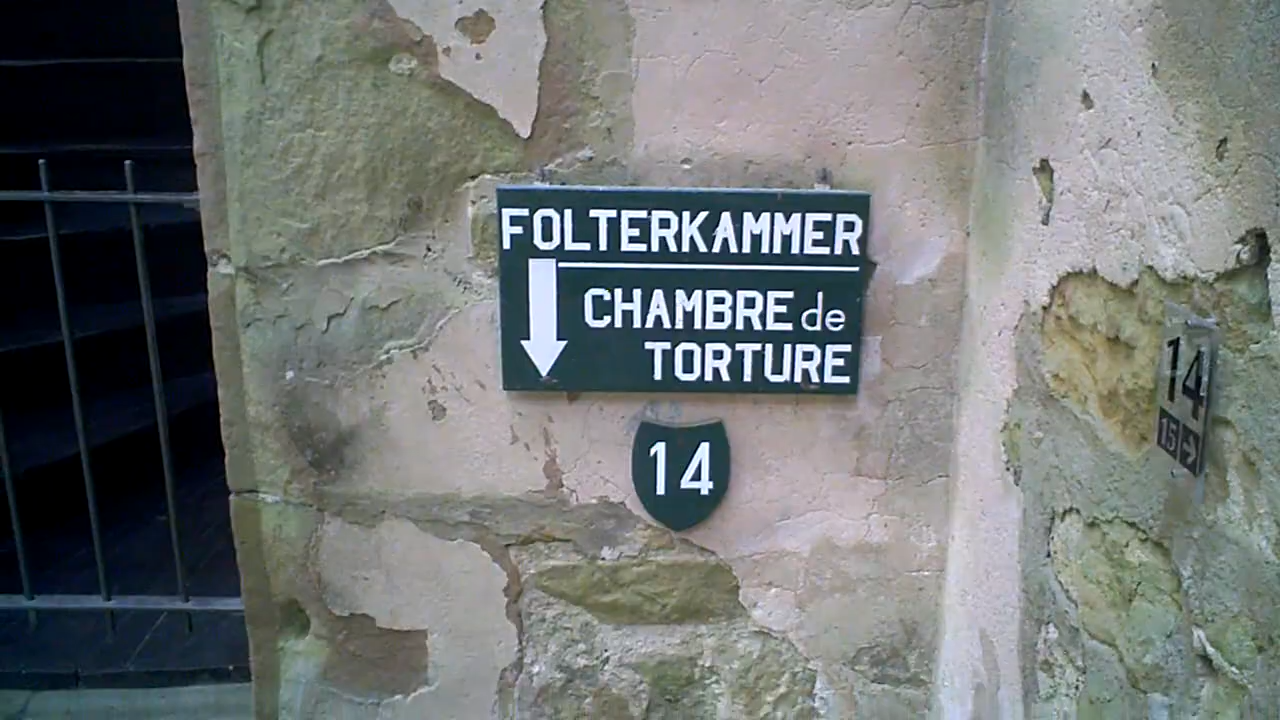 FOLTERKAMMER
CHAMBRE de
TORTURE
14
14
15